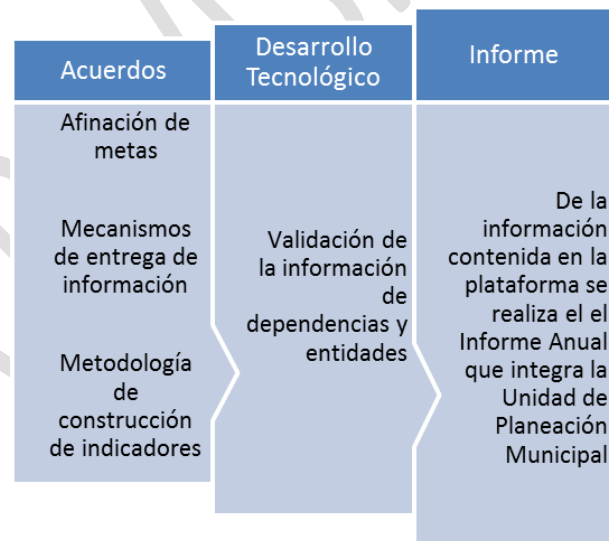 Acuerdos
Afinación de
metas
Mecanismos
de entrega de
información
Metodología
de
construcción
de indicadores
Desarrollo
Tecnológico
Validación de
la información
de
dependencias y
entidades
Informe
De la
información
contenida en la
plataforma se
realiza el el
Informe Anual
que integra la
Unidad de
Planeación
Municipal